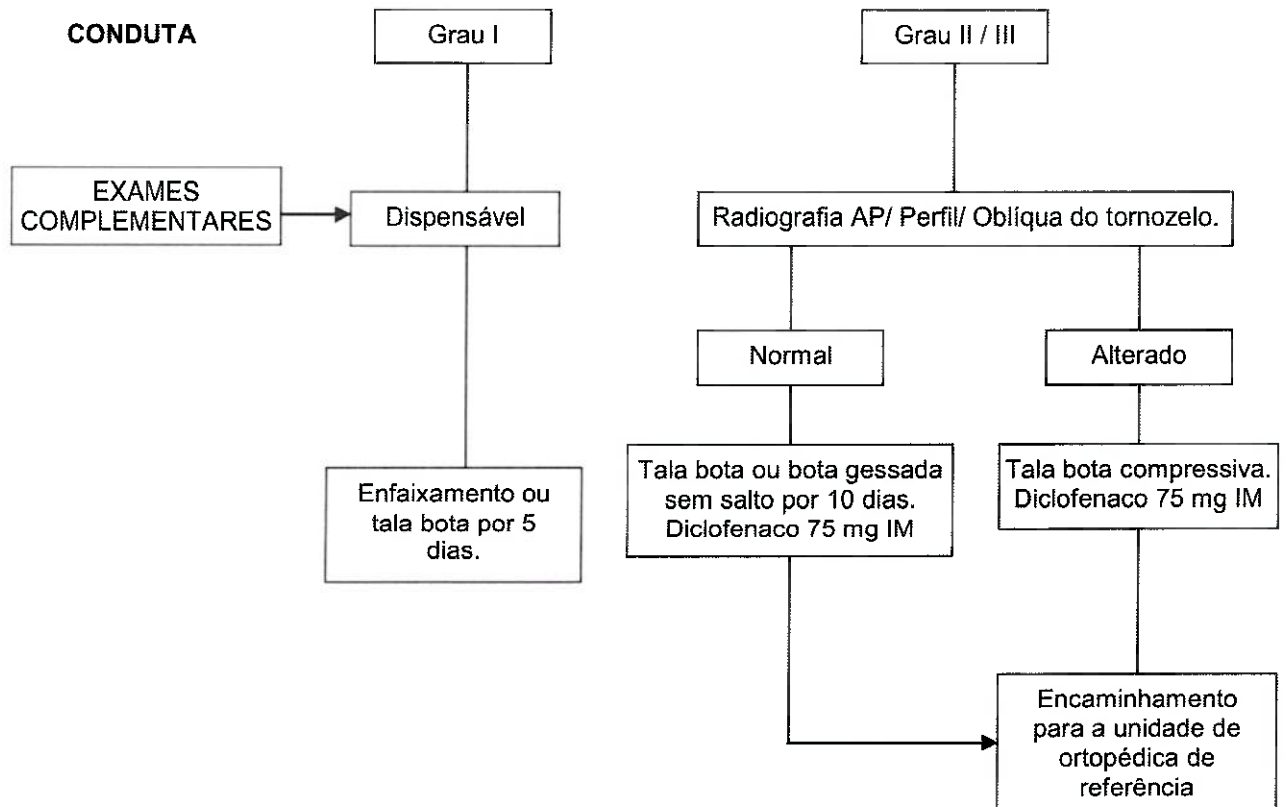 CONDUTA
Grau I
Grau II / III
EXAMES
COMPLEMENTARES
Dispensável
Radiografia AP/ Perfil/ Oblíqua do tornozelo.
Normal
Alterado
Enfaixamento ou
tala bota por 5
dias.
Tala bota ou bota gessada
sem salto por 10 dias.
Diclofenaco 75 mg IM
Tala bota compressiva.
Diclofenaco 75 mg IM
Encaminhamento
para a unidade de
ortopédica de
referência